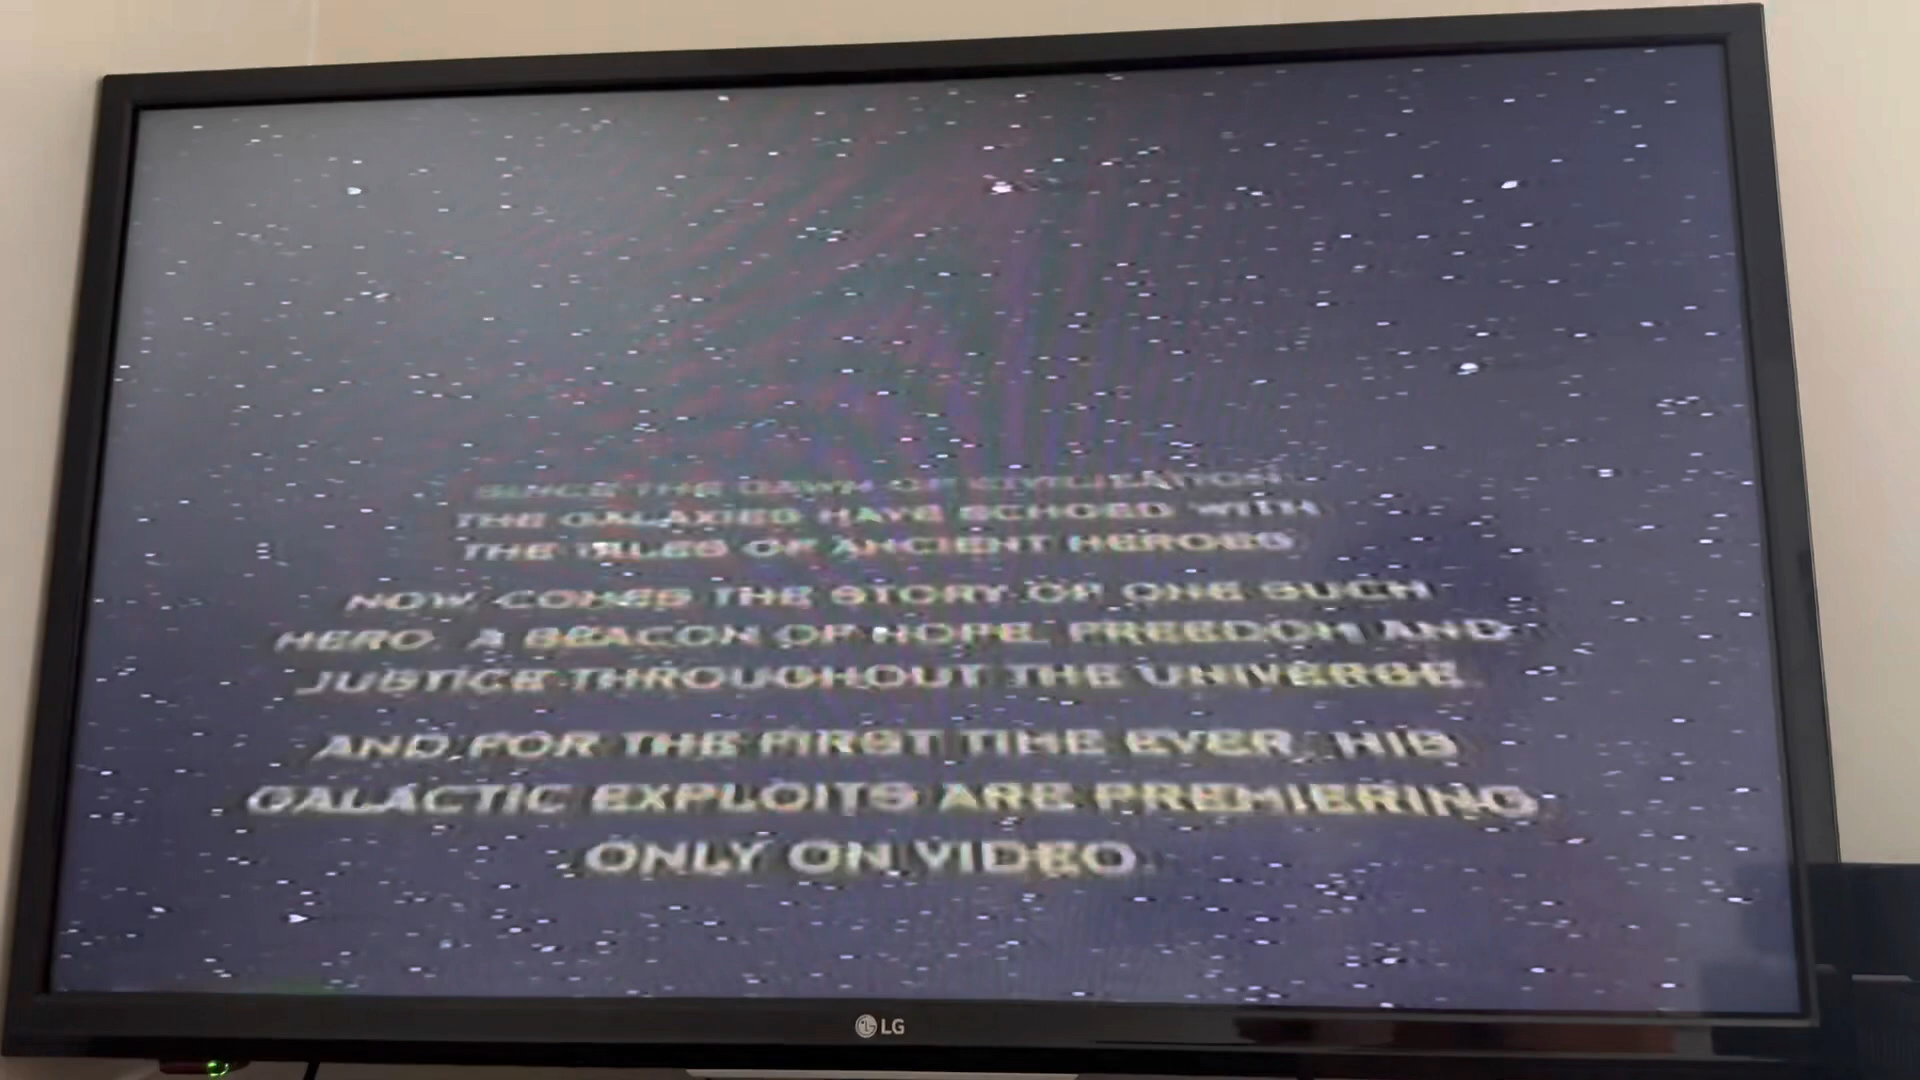 SINCE THE DAWN OF CIVILIZATION
THE GALAXIES HAVE ECHOED WITH
THE TALES OF ANCIENT HEROES
NOW COMES THE STORY OF ONE SUCH
HERO. A BEACON OF HOPE, FREEDOM AND
JUSTICE THROUGHOUT THE UNIVERSE.
AND FOR THE FIRST TIME EVER, HIS
GALACTIC EXPLOITS ARE PREMIERING
ONLY ON VIDEO.
LG